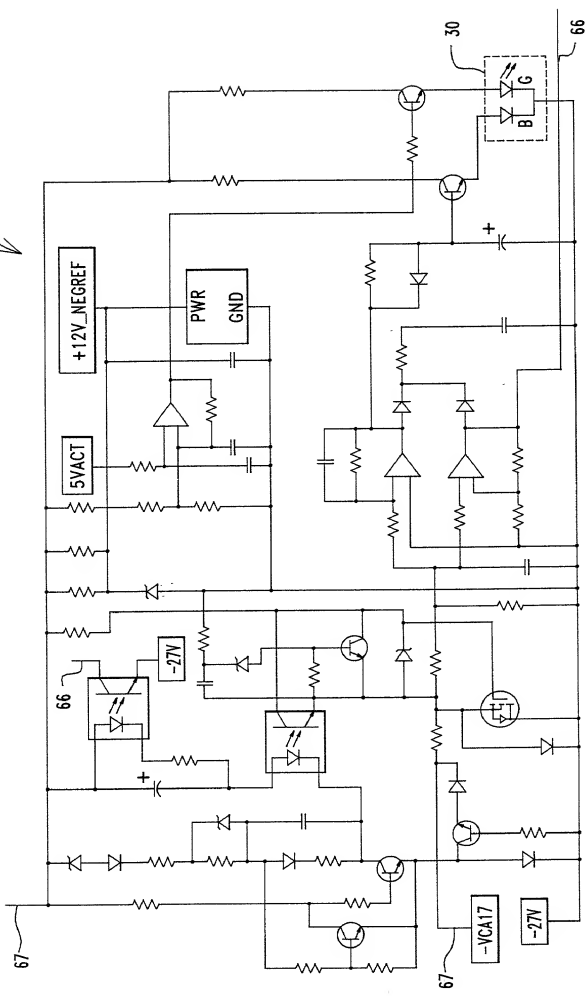 30
66
G
B
+
+12V_NEGREF
PWR
GND
5VACT
66
-27V
+
67
67
-VCA17
-27V